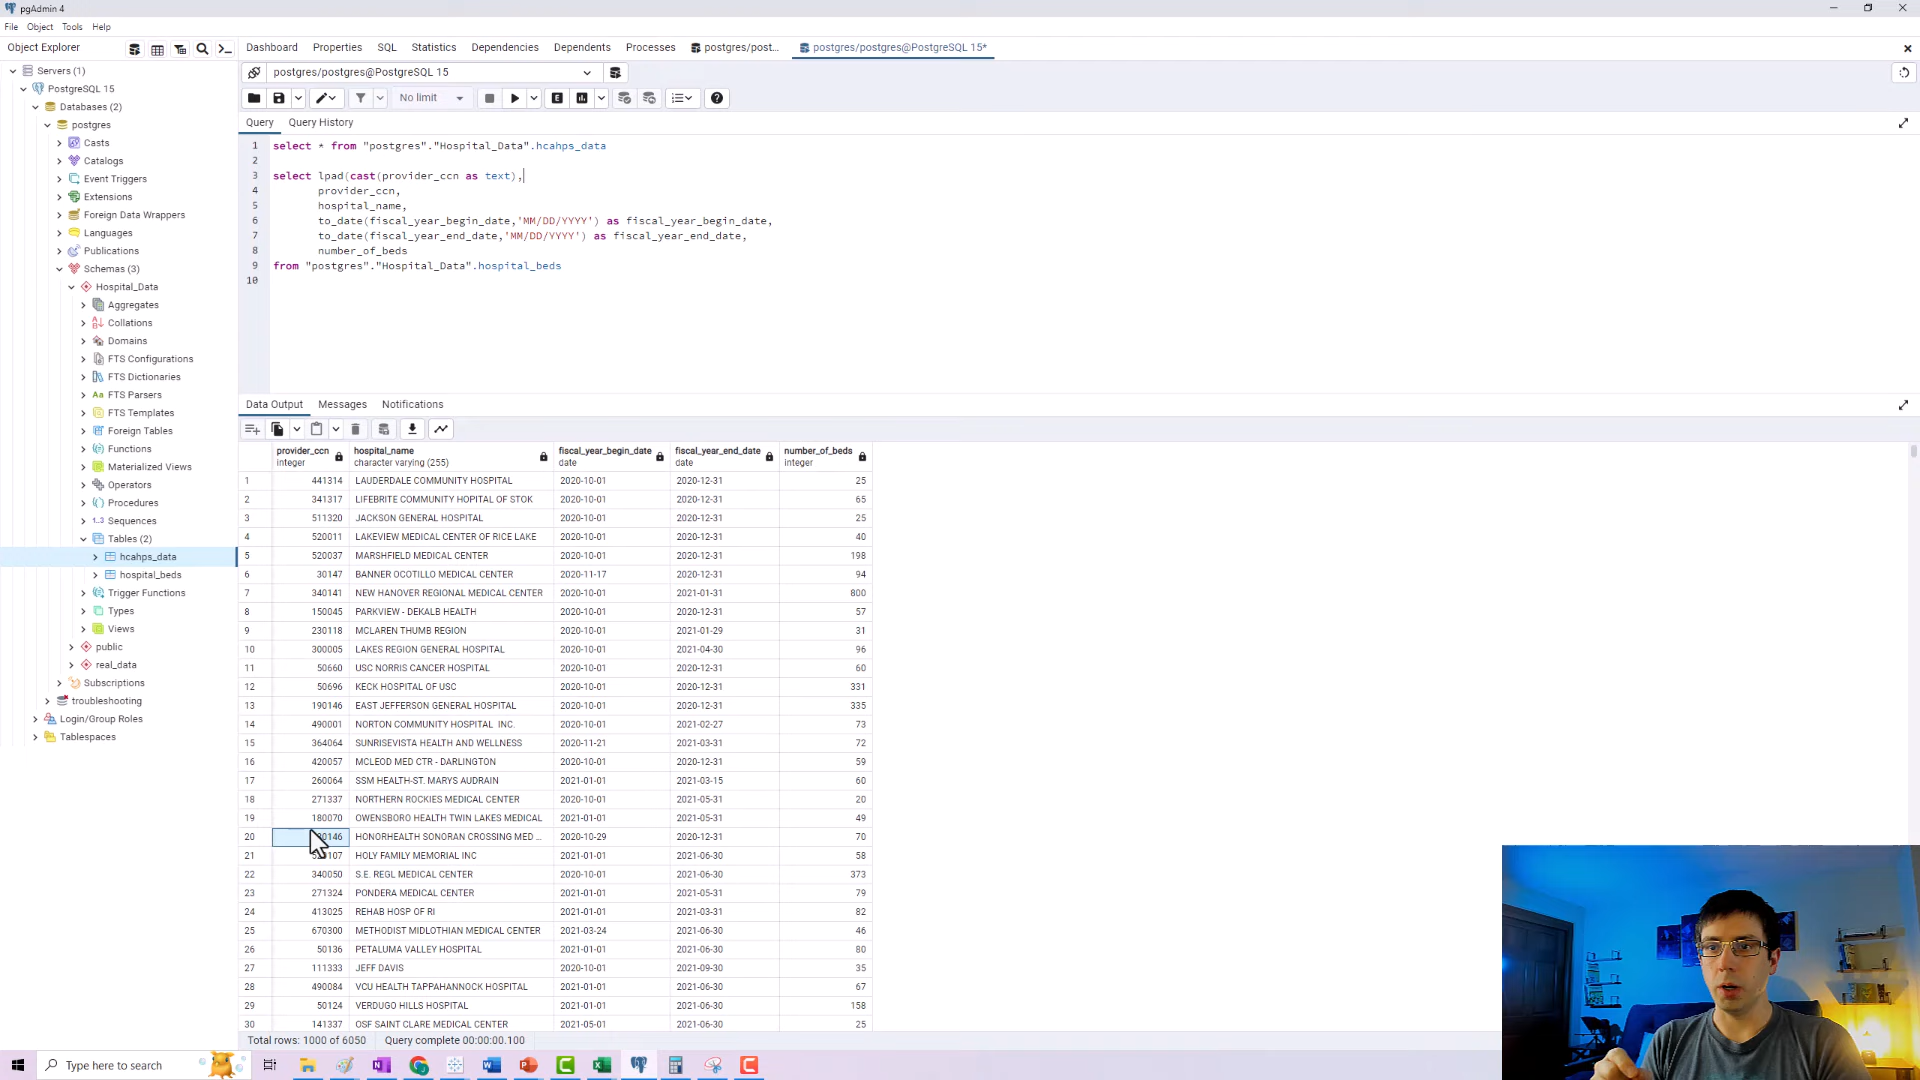 pgAdmin 4
File Object Tools Help
Object Explorer
Dashboard Properties SQL Statistics Dependencies Dependents Processes postgres/post... postgres/postgres@PostgreSQL 15*
Servers (1)
PostgreSQL 15
Databases (2)
postgres
Casts
Catalogs
Event Triggers
Extensions
Foreign Data Wrappers
Languages
Publications
Schemas (3)
Hospital_Data
Aggregates
Collations
Domains
FTS Configurations
FTS Dictionaries
Aa FTS Parsers
FTS Templates
Foreign Tables
Functions
Materialized Views
Operators
Procedures
1..3 Sequences
Tables (2)
hcahps_data
hospital_beds
Trigger Functions
Types
Views
public
real_data
Subscriptions
troubleshooting
Login/Group Roles
Tablespaces
postgres/postgres@PostgreSQL 15
No limit
E
Query Query History
1 select * from "postgres"."Hospital_Data".hcahps_data
2
3 select lpad(cast(provider_ccn as text),
4 provider_ccn,
5 hospital_name,
6 to_date(fiscal_year_begin_date,'MM/DD/YYYY') as fiscal_year_begin_date,
7 to_date(fiscal_year_end_date,'MM/DD/YYYY') as fiscal_year_end_date,
8 number_of_beds
9 from "postgres"."Hospital_Data".hospital_beds
10
Data Output Messages Notifications
provider_ccn hospital_name fiscal_year_begin_date fiscal_year_end_date number_of_beds
integer character varying (255) date date integer
1 441314 LAUDERDALE COMMUNITY HOSPITAL 2020-10-01 2020-12-31 25
2 341317 LIFEBRITE COMMUNITY HOPITAL OF STOK 2020-10-01 2020-12-31 65
3 511320 JACKSON GENERAL HOSPITAL 2020-10-01 2020-12-31 25
4 520011 LAKEVIEW MEDICAL CENTER OF RICE LAKE 2020-10-01 2020-12-31 40
5 520037 MARSHFIELD MEDICAL CENTER 2020-10-01 2020-12-31 198
6 30147 BANNER OCOTILLO MEDICAL CENTER 2020-11-17 2020-12-31 94
7 340141 NEW HANOVER REGIONAL MEDICAL CENTER 2020-10-01 2021-01-31 800
8 150045 PARKVIEW - DEKALB HEALTH 2020-10-01 2020-12-31 57
9 230118 MCLAREN THUMB REGION 2020-10-01 2021-01-29 31
10 300005 LAKES REGION GENERAL HOSPITAL 2020-10-01 2021-04-30 96
11 50660 USC NORRIS CANCER HOSPITAL 2020-10-01 2020-12-31 60
12 50696 KECK HOSPITAL OF USC 2020-10-01 2020-12-31 331
13 190146 EAST JEFFERSON GENERAL HOSPITAL 2020-10-01 2020-12-31 335
14 490001 NORTON COMMUNITY HOSPITAL INC. 2020-10-01 2021-02-27 73
15 364064 SUNRISEVISTA HEALTH AND WELLNESS 2020-11-21 2021-03-31 72
16 420057 MCLEOD MED CTR - DARLINGTON 2020-10-01 2020-12-31 59
17 260064 SSM HEALTH-ST. MARYS AUDRAIN 2021-01-01 2021-03-15 60
18 271337 NORTHERN ROCKIES MEDICAL CENTER 2020-10-01 2021-05-31 20
19 180070 OWENSBORO HEALTH TWIN LAKES MEDICAL 2021-01-01 2021-05-31 49
20 HONORHEALTH SONORAN CROSSING MED ... 2020-10-29 2020-12-31 70
21 HOLY FAMILY MEMORIAL INC 2021-01-01 2021-06-30 58
22 340050 S.E. REGL MEDICAL CENTER 2020-10-01 2021-06-30 373
23 271324 PONDERA MEDICAL CENTER 2021-01-01 2021-05-31 79
24 413025 REHAB HOSP OF RI 2021-01-01 2021-03-31 82
25 670300 METHODIST MIDLOTHIAN MEDICAL CENTER 2021-03-24 2021-06-30 46
26 50136 PETALUMA VALLEY HOSPITAL 2021-01-01 2021-06-30 80
27 111333 JEFF DAVIS 2020-10-01 2021-09-30 35
28 490084 VCU HEALTH TAPPAHANNOCK HOSPITAL 2021-01-01 2021-06-30 67
29 50124 VERDUGO HILLS HOSPITAL 2021-01-01 2021-06-30 158
30 141337 OSF SAINT CLARE MEDICAL CENTER 2021-05-01 2021-06-30 25
Total rows: 1000 of 6050 Query complete 00:00:00.100
Type here to search